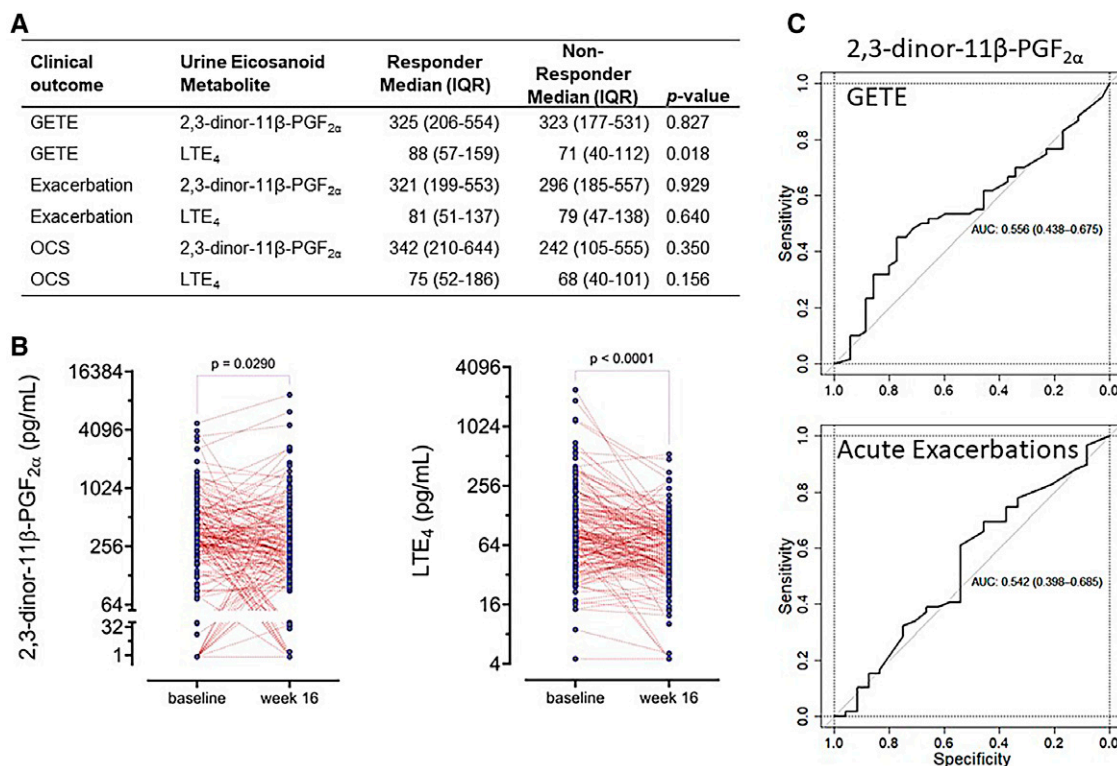 A
Clinical outcome Urine Eicosanoid Metabolite Responder Median (IQR) Non-Responder Median (IQR) p-value
GETE 2,3-dinor-11β-PGF2α 325 (206-554) 323 (177-531) 0.827
GETE LTE4 88 (57-159) 71 (40-112) 0.018
Exacerbation 2,3-dinor-11β-PGF2α 321 (199-553) 296 (185-557) 0.929
Exacerbation LTE4 81 (51-137) 79 (47-138) 0.640
OCS 2,3-dinor-11β-PGF2α 342 (210-644) 242 (105-555) 0.350
OCS LTE4 75 (52-186) 68 (40-101) 0.156
B
p = 0.0290
16384
4096
1024
256
64
32
1
2,3-dinor-11β-PGF2α (pg/mL)
baseline week 16
p < 0.0001
4096
1024
256
64
16
4
LTE4 (pg/mL)
baseline week 16
C
2,3-dinor-11β-PGF2α
GETE
Sensitivity
1.0
0.8
0.6
0.4
0.2
0.0
AUC: 0.556 (0.438–0.675)
1.0 0.8 0.6 0.4 0.2 0.0
Acute Exacerbations
Sensitivity
1.0
0.8
0.6
0.4
0.2
0.0
AUC: 0.542 (0.398–0.685)
1.0 0.8 0.6 0.4 0.2 0.0
Specificity